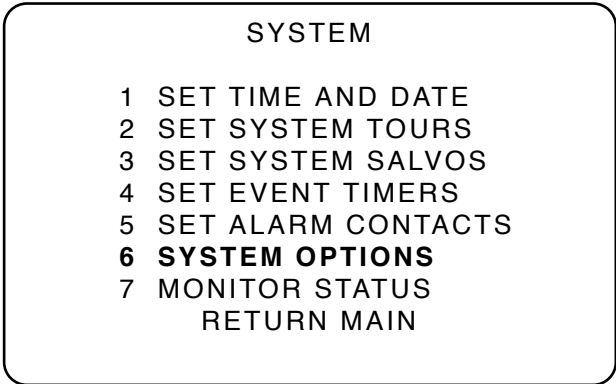 SYSTEM
1 SET TIME AND DATE
2 SET SYSTEM TOURS
3 SET SYSTEM SALVOS
4 SET EVENT TIMERS
5 SET ALARM CONTACTS
6 SYSTEM OPTIONS
7 MONITOR STATUS
RETURN MAIN